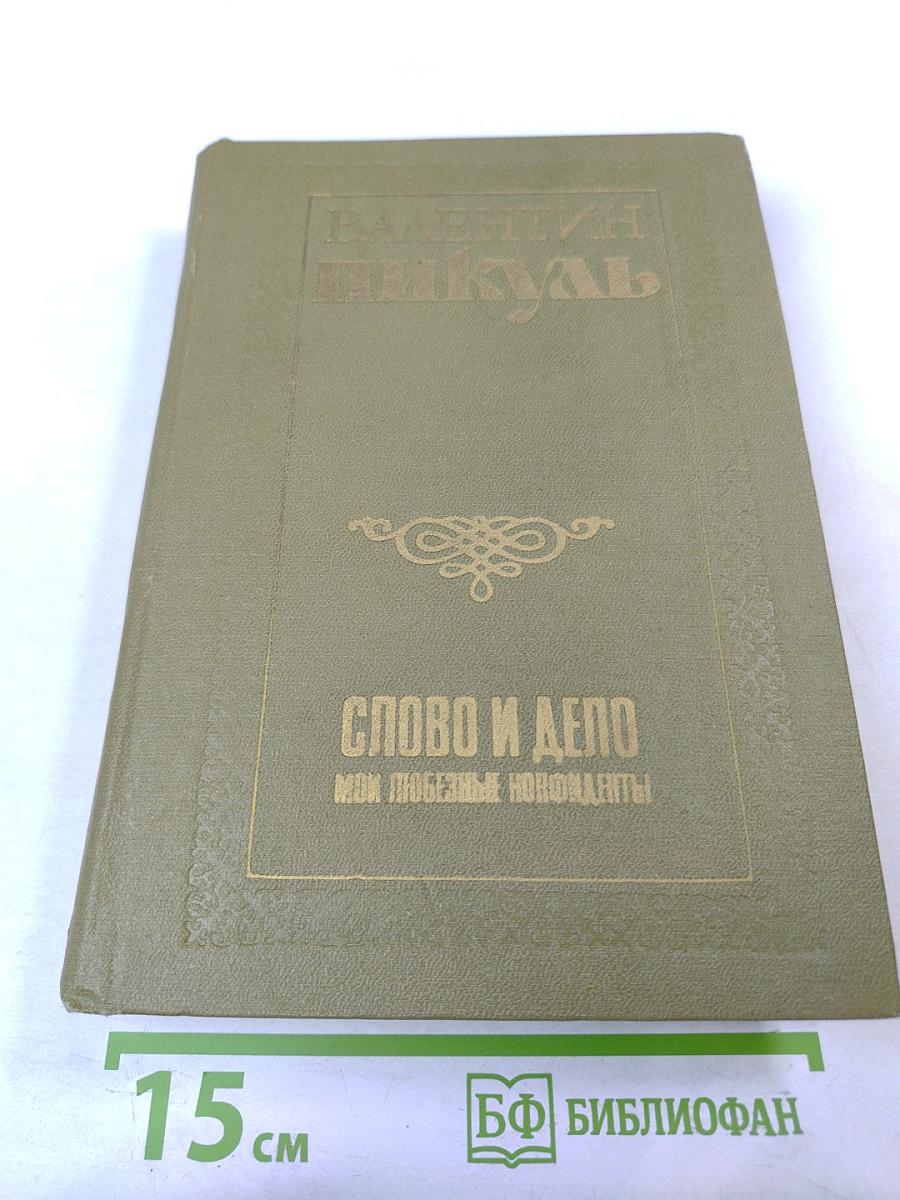 ВАЛЕНТИН
ПИКУЛЬ
СЛОВО И ДЕЛО
МОИ ЛЮБЕЗНЫЕ КОНФИДЕНТЫ
15 см
БФ БИБЛИОФАН